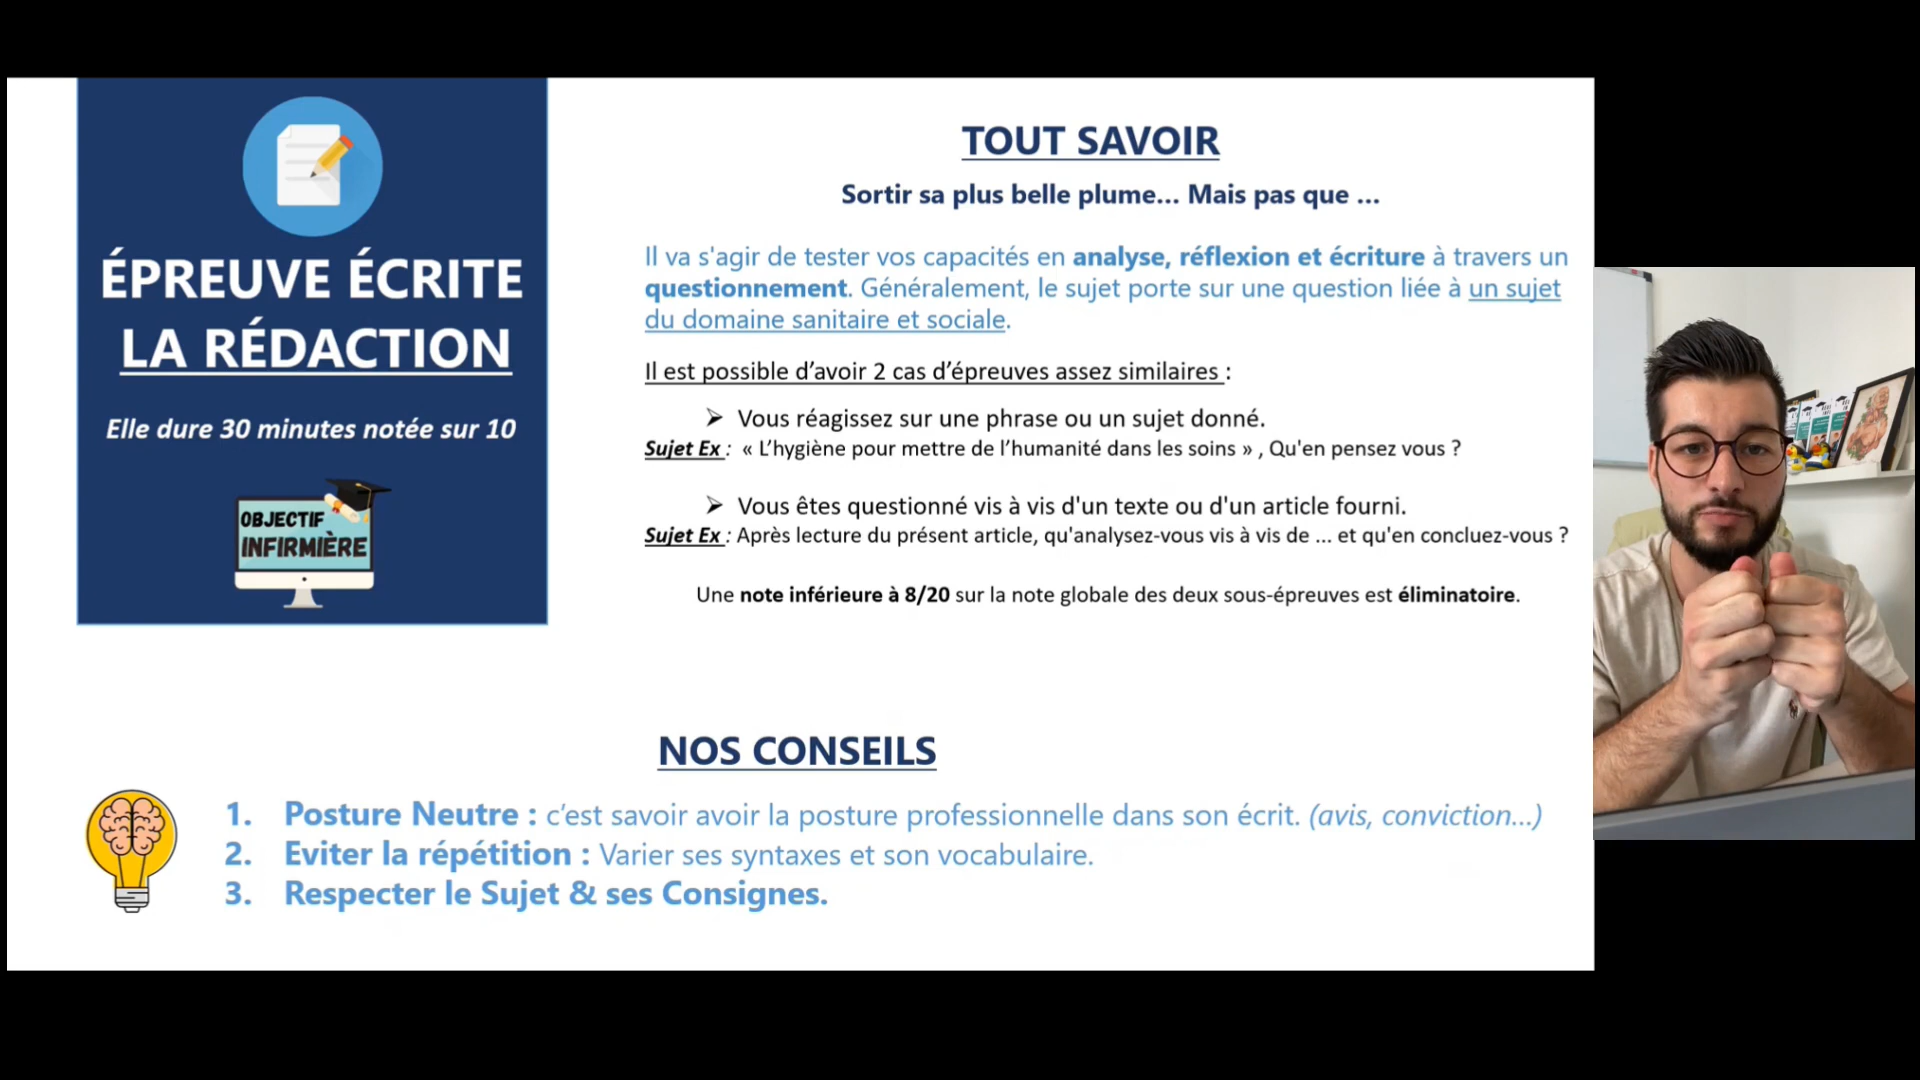 ÉPREUVE ÉCRITE
LA RÉDACTION
Elle dure 30 minutes notée sur 10
OBJECTIF
INFIRMIÈRE
TOUT SAVOIR
Sortir sa plus belle plume... Mais pas que ...
Il va s'agir de tester vos capacités en analyse, réflexion et écriture à travers un
questionnement. Généralement, le sujet porte sur une question liée à un sujet
du domaine sanitaire et sociale.
Il est possible d’avoir 2 cas d’épreuves assez similaires :
➢ Vous réagissez sur une phrase ou un sujet donné.
Sujet Ex : « L’hygiène pour mettre de l’humanité dans les soins » , Qu'en pensez vous ?
➢ Vous êtes questionné vis à vis d'un texte ou d'un article fourni.
Sujet Ex : Après lecture du présent article, qu'analysez-vous vis à vis de ... et qu'en concluez-vous ?
Une note inférieure à 8/20 sur la note globale des deux sous-épreuves est éliminatoire.
NOS CONSEILS
1. Posture Neutre : c’est savoir avoir la posture professionnelle dans son écrit. (avis, conviction...)
2. Eviter la répétition : Varier ses syntaxes et son vocabulaire.
3. Respecter le Sujet & ses Consignes.